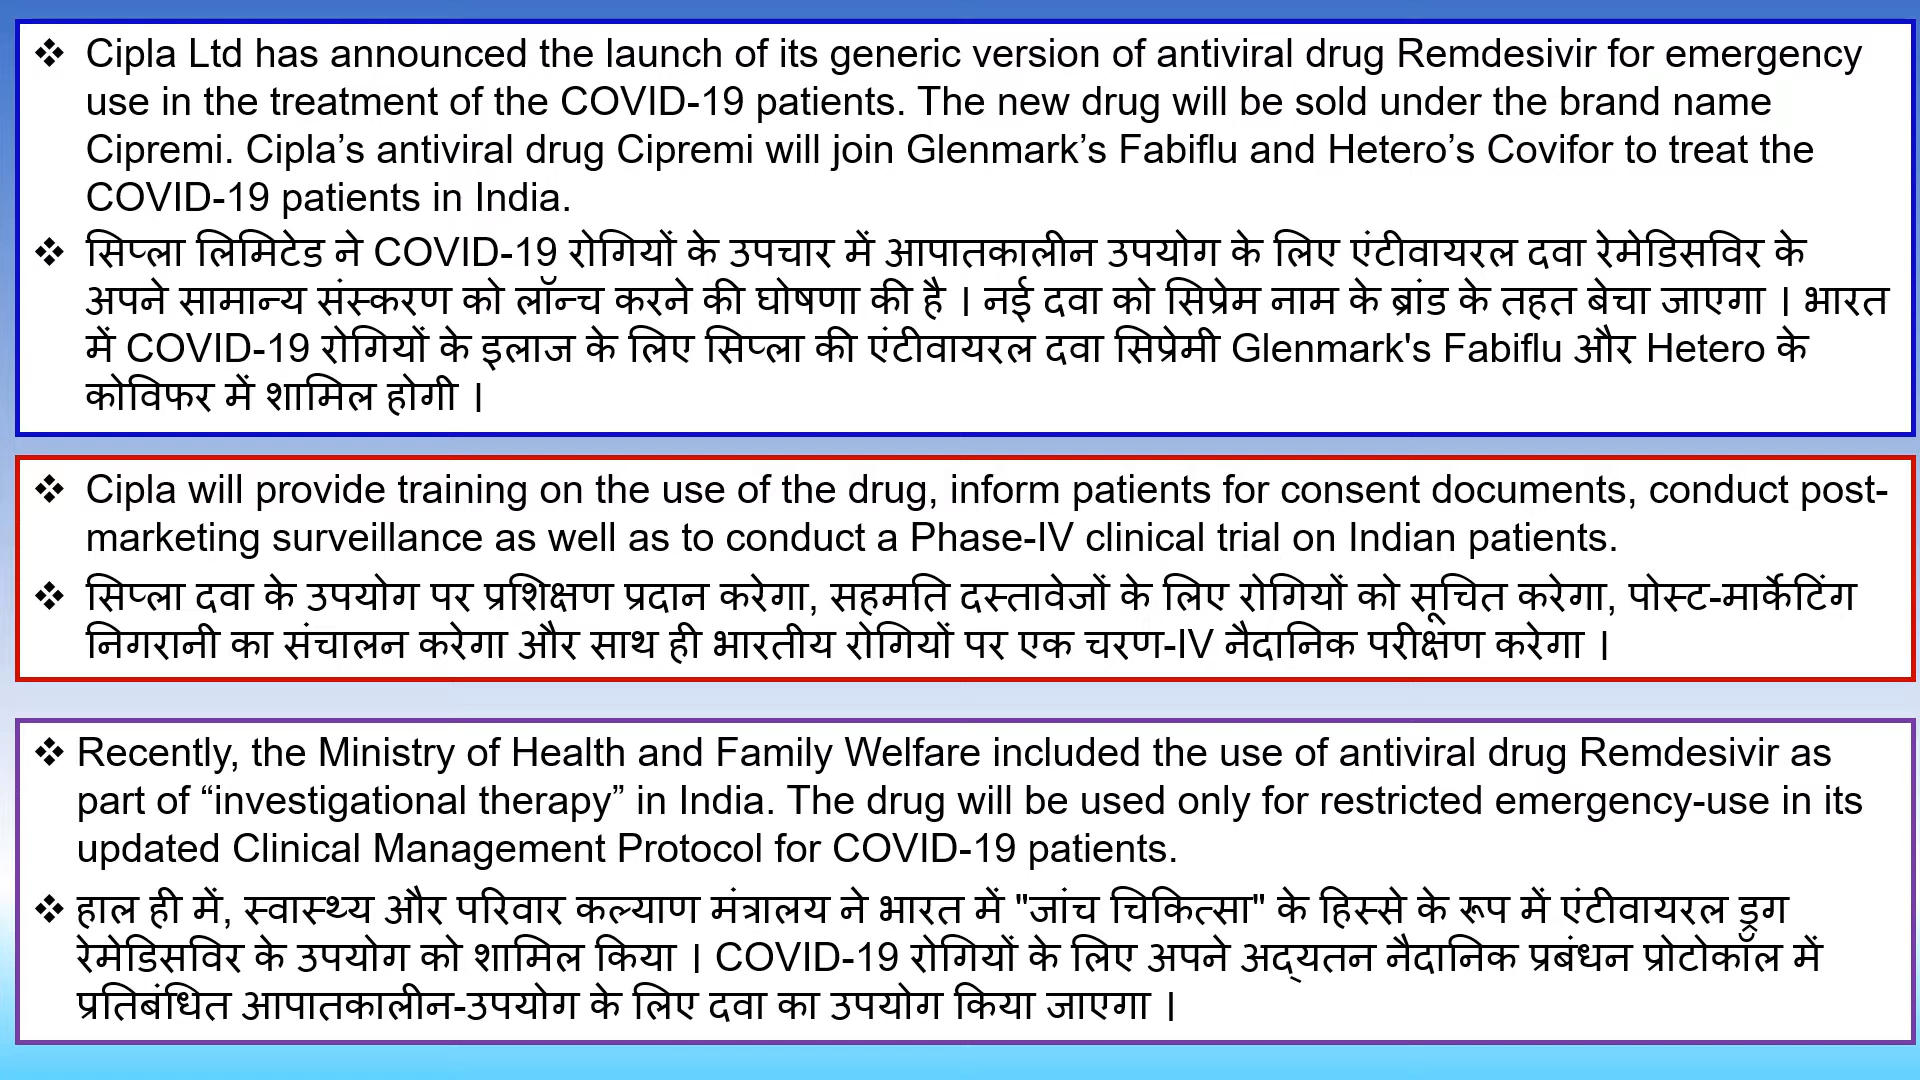 ❖ Cipla Ltd has announced the launch of its generic version of antiviral drug Remdesivir for emergency
use in the treatment of the COVID-19 patients. The new drug will be sold under the brand name
Cipremi. Cipla’s antiviral drug Cipremi will join Glenmark’s Fabiflu and Hetero’s Covifor to treat the
COVID-19 patients in India.
❖ सिप्ला लिमिटेड ने COVID-19 रोगियों के उपचार में आपातकालीन उपयोग के लिए एंटीवायरल दवा रेमेडिसविर के
अपने सामान्य संस्करण को लॉन्च करने की घोषणा की है । नई दवा को सिप्रेम नाम के ब्रांड के तहत बेचा जाएगा । भारत
में COVID-19 रोगियों के इलाज के लिए सिप्ला की एंटीवायरल दवा सिप्रेमी Glenmark's Fabiflu और Hetero के
कोविफर में शामिल होगी ।
❖ Cipla will provide training on the use of the drug, inform patients for consent documents, conduct post-
marketing surveillance as well as to conduct a Phase-IV clinical trial on Indian patients.
❖ सिप्ला दवा के उपयोग पर प्रशिक्षण प्रदान करेगा, सहमति दस्तावेजों के लिए रोगियों को सूचित करेगा, पोस्ट-मार्केटिंग
निगरानी का संचालन करेगा और साथ ही भारतीय रोगियों पर एक चरण-IV नैदानिक परीक्षण करेगा ।
❖ Recently, the Ministry of Health and Family Welfare included the use of antiviral drug Remdesivir as
part of “investigational therapy” in India. The drug will be used only for restricted emergency-use in its
updated Clinical Management Protocol for COVID-19 patients.
❖ हाल ही में, स्वास्थ्य और परिवार कल्याण मंत्रालय ने भारत में "जांच चिकित्सा" के हिस्से के रूप में एंटीवायरल ड्रग
रेमेडिसविर के उपयोग को शामिल किया । COVID-19 रोगियों के लिए अपने अद्यतन नैदानिक प्रबंधन प्रोटोकॉल में
प्रतिबंधित आपातकालीन-उपयोग के लिए दवा का उपयोग किया जाएगा ।